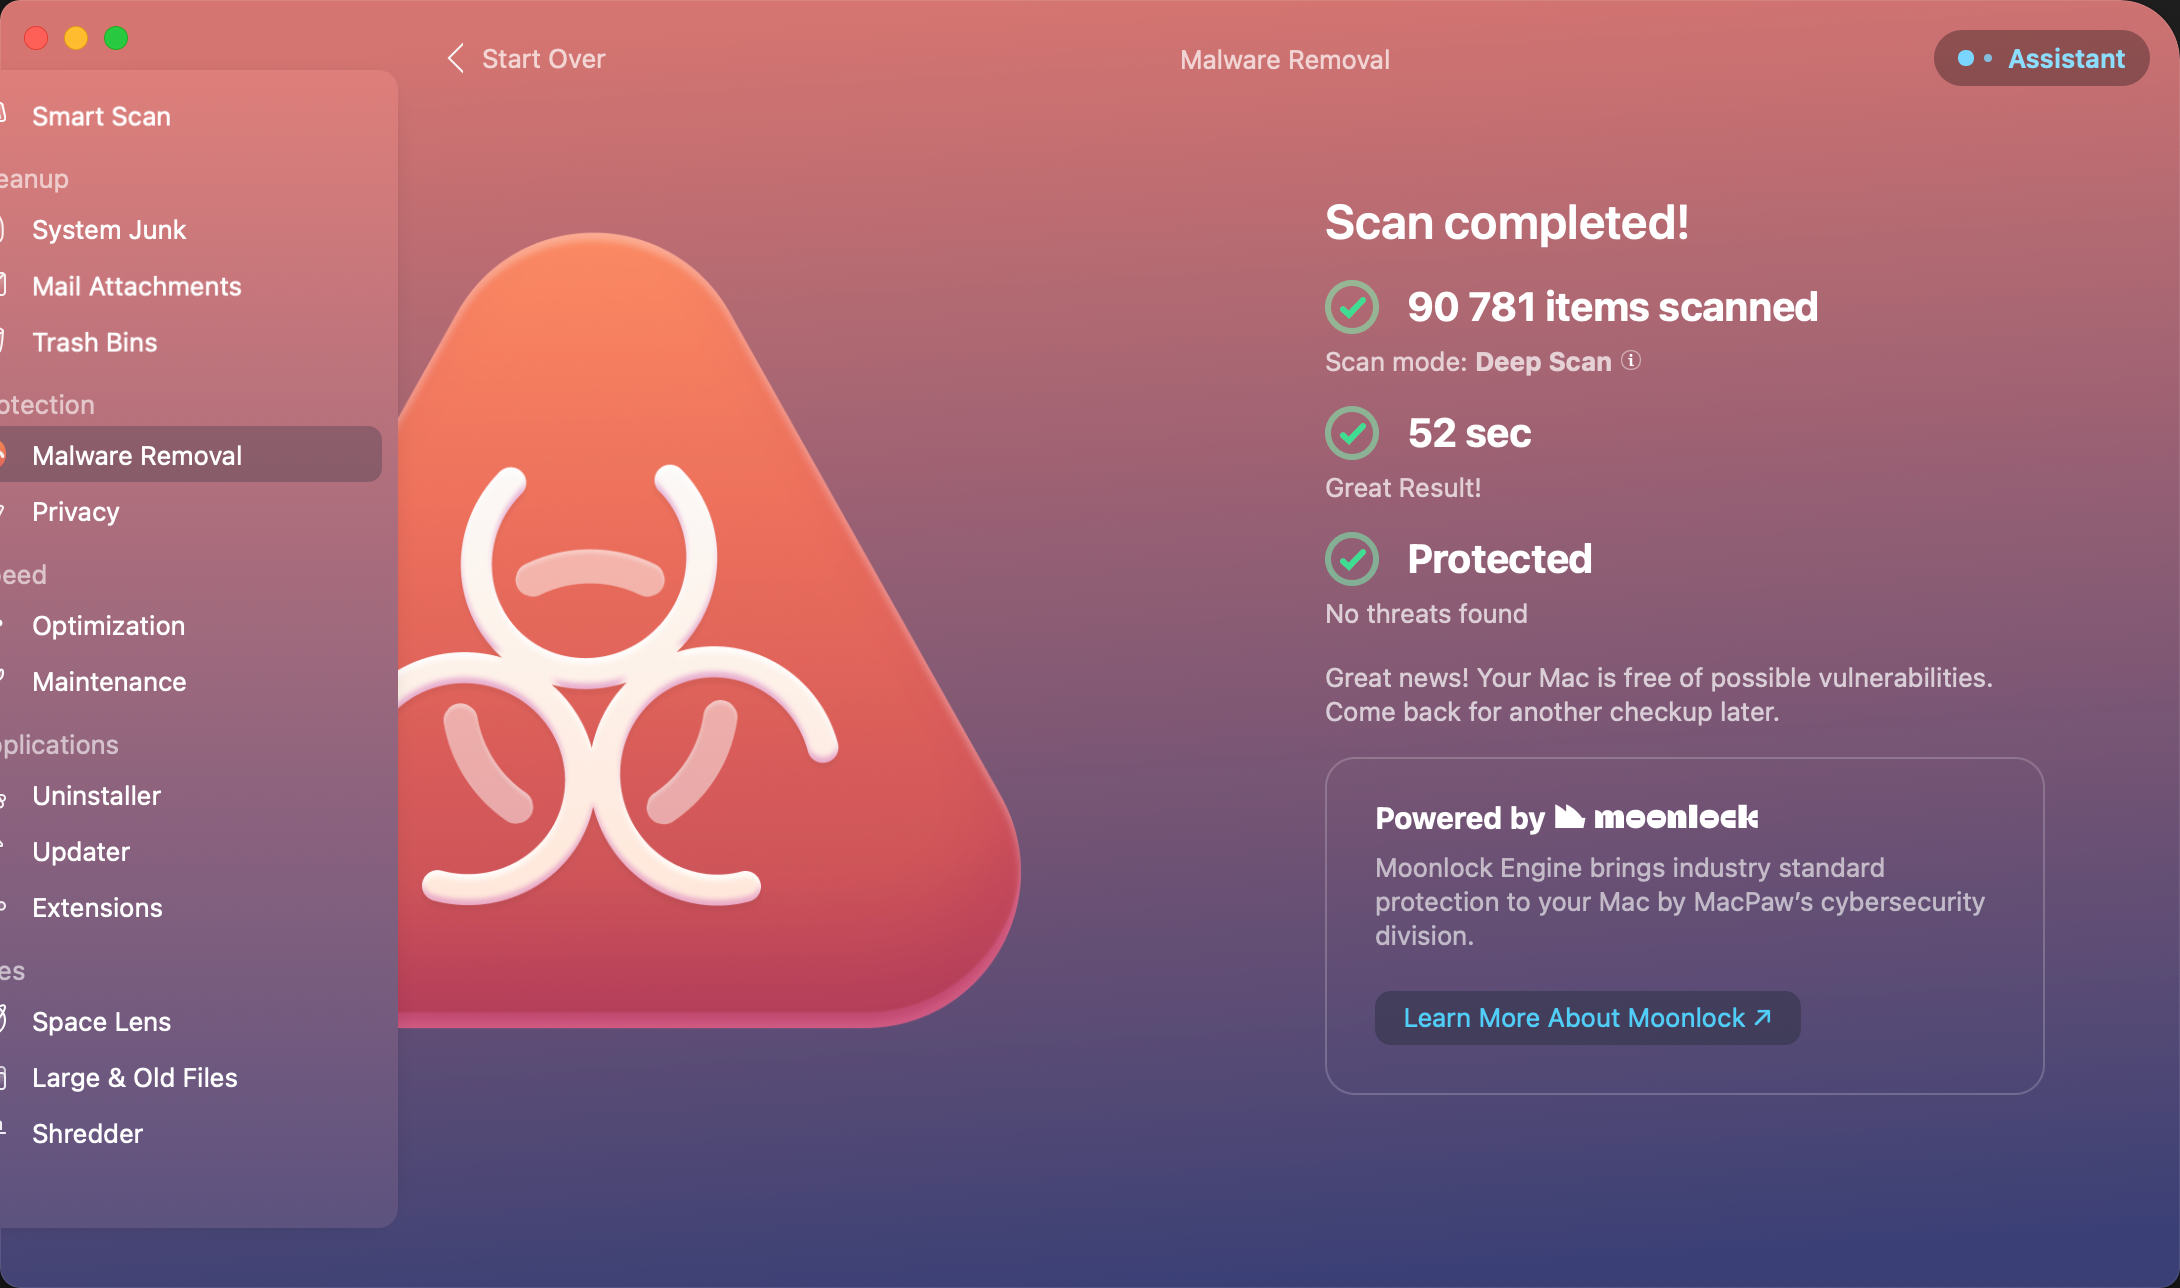 Start Over
Malware Removal
Assistant
Smart Scan
eanup
System Junk
Mail Attachments
Trash Bins
otection
Malware Removal
Privacy
eed
Optimization
Maintenance
plications
Uninstaller
Updater
Extensions
es
Space Lens
Large & Old Files
Shredder
Scan completed!
90 781 items scanned
Scan mode: Deep Scan
52 sec
Great Result!
Protected
No threats found
Great news! Your Mac is free of possible vulnerabilities.
Come back for another checkup later.
Powered by moonlock
Moonlock Engine brings industry standard
protection to your Mac by MacPaw’s cybersecurity
division.
Learn More About Moonlock ↗